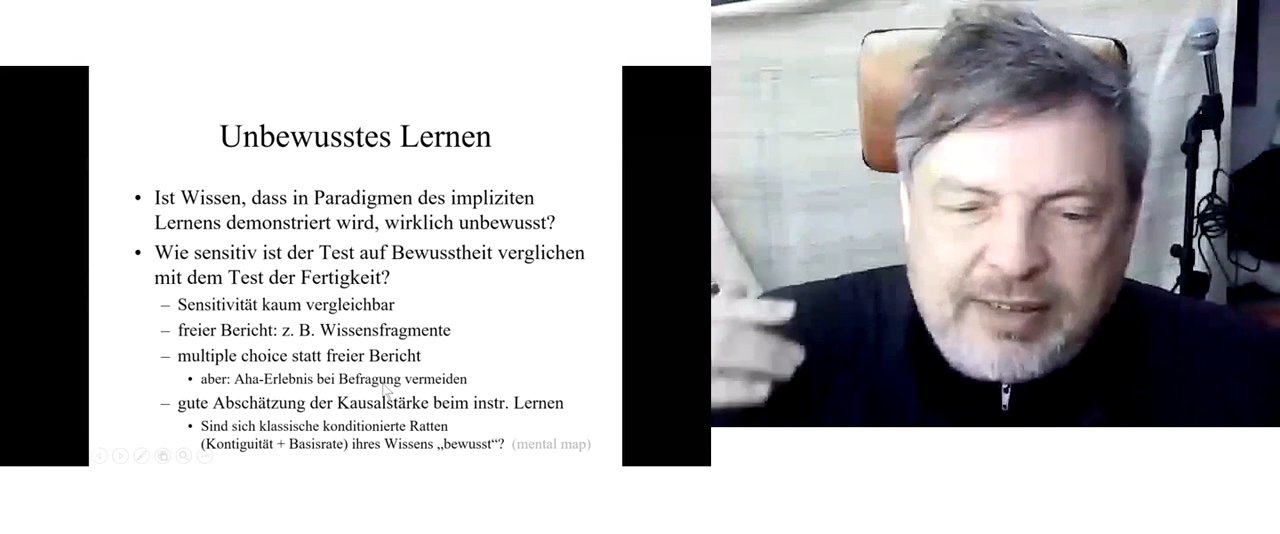 Unbewusstes Lernen
• Ist Wissen, dass in Paradigmen des impliziten
Lernens demonstriert wird, wirklich unbewusst?
• Wie sensitiv ist der Test auf Bewusstheit verglichen
mit dem Test der Fertigkeit?
– Sensitivität kaum vergleichbar
– freier Bericht: z. B. Wissensfragmente
– multiple choice statt freier Bericht
• aber: Aha-Erlebnis bei Befragung vermeiden
– gute Abschätzung der Kausalstärke beim instr. Lernen
• Sind sich klassische konditionierte Ratten
(Kontiguität + Basisrate) ihres Wissens „bewusst“? (mental map)